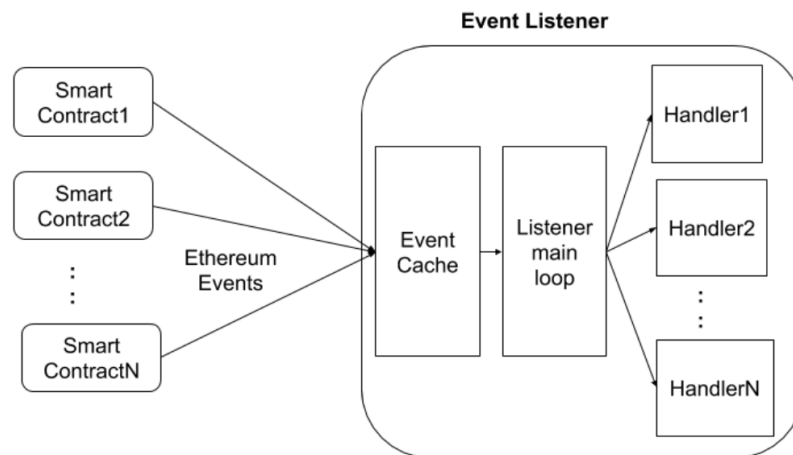 Event Listener
Smart
Contract1
Smart
Contract2
:
:
Smart
ContractN
Ethereum
Events
Event
Cache
Listener
main
loop
Handler1
Handler2
:
:
HandlerN